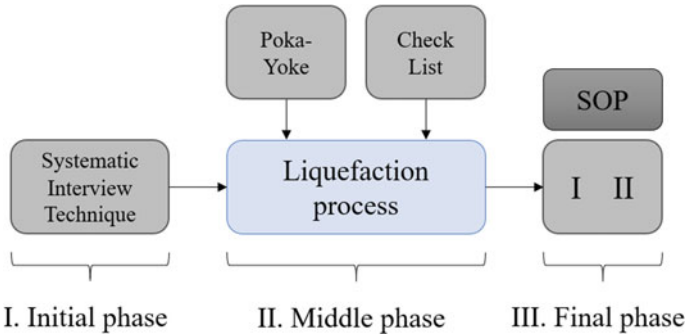 Poka-
Yoke
Check
List
SOP
Systematic
Interview
Technique
Liquefaction
process
I II
I. Initial phase
II. Middle phase
III. Final phase